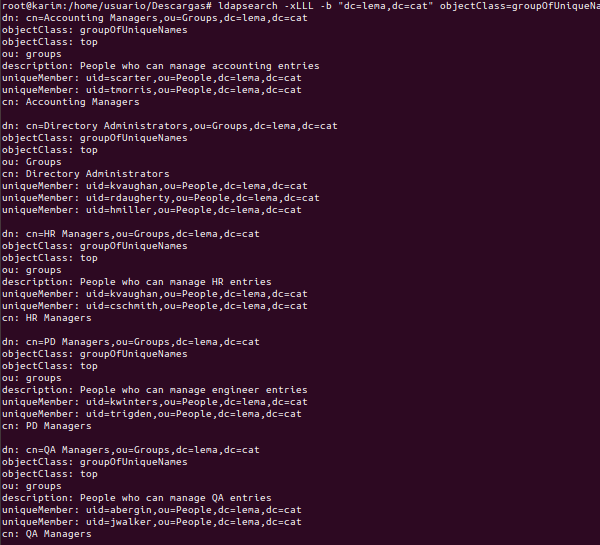 root@karim:/home/usuario/Descargas# ldapsearch -xLLL -b "dc=lema,dc=cat" objectClass=groupOfUniqueNa
dn: cn=Accounting Managers,ou=Groups,dc=lema,dc=cat
objectClass: groupOfUniqueNames
objectClass: top
ou: groups
description: People who can manage accounting entries
uniqueMember: uid=scarter,ou=People,dc=lema,dc=cat
uniqueMember: uid=tmorris,ou=People,dc=lema,dc=cat
cn: Accounting Managers

dn: cn=Directory Administrators,ou=Groups,dc=lema,dc=cat
objectClass: groupOfUniqueNames
objectClass: top
ou: Groups
cn: Directory Administrators
uniqueMember: uid=kvaughan,ou=People,dc=lema,dc=cat
uniqueMember: uid=rdaugherty,ou=People,dc=lema,dc=cat
uniqueMember: uid=hmiller,ou=People,dc=lema,dc=cat

dn: cn=HR Managers,ou=Groups,dc=lema,dc=cat
objectClass: groupOfUniqueNames
objectClass: top
ou: groups
description: People who can manage HR entries
uniqueMember: uid=kvaughan,ou=People,dc=lema,dc=cat
uniqueMember: uid=cschmith,ou=People,dc=lema,dc=cat
cn: HR Managers

dn: cn=PD Managers,ou=Groups,dc=lema,dc=cat
objectClass: groupOfUniqueNames
objectClass: top
ou: groups
description: People who can manage engineer entries
uniqueMember: uid=kwinters,ou=People,dc=lema,dc=cat
uniqueMember: uid=trigden,ou=People,dc=lema,dc=cat
cn: PD Managers

dn: cn=QA Managers,ou=Groups,dc=lema,dc=cat
objectClass: groupOfUniqueNames
objectClass: top
ou: groups
description: People who can manage QA entries
uniqueMember: uid=abergin,ou=People,dc=lema,dc=cat
uniqueMember: uid=jwalker,ou=People,dc=lema,dc=cat
cn: QA Managers